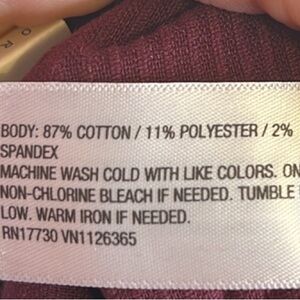 O R
BODY: 87% COTTON / 11% POLYESTER / 2%
SPANDEX
MACHINE WASH COLD WITH LIKE COLORS. ON
NON-CHLORINE BLEACH IF NEEDED. TUMBLE
LOW. WARM IRON IF NEEDED.
RN17730 VN1126365